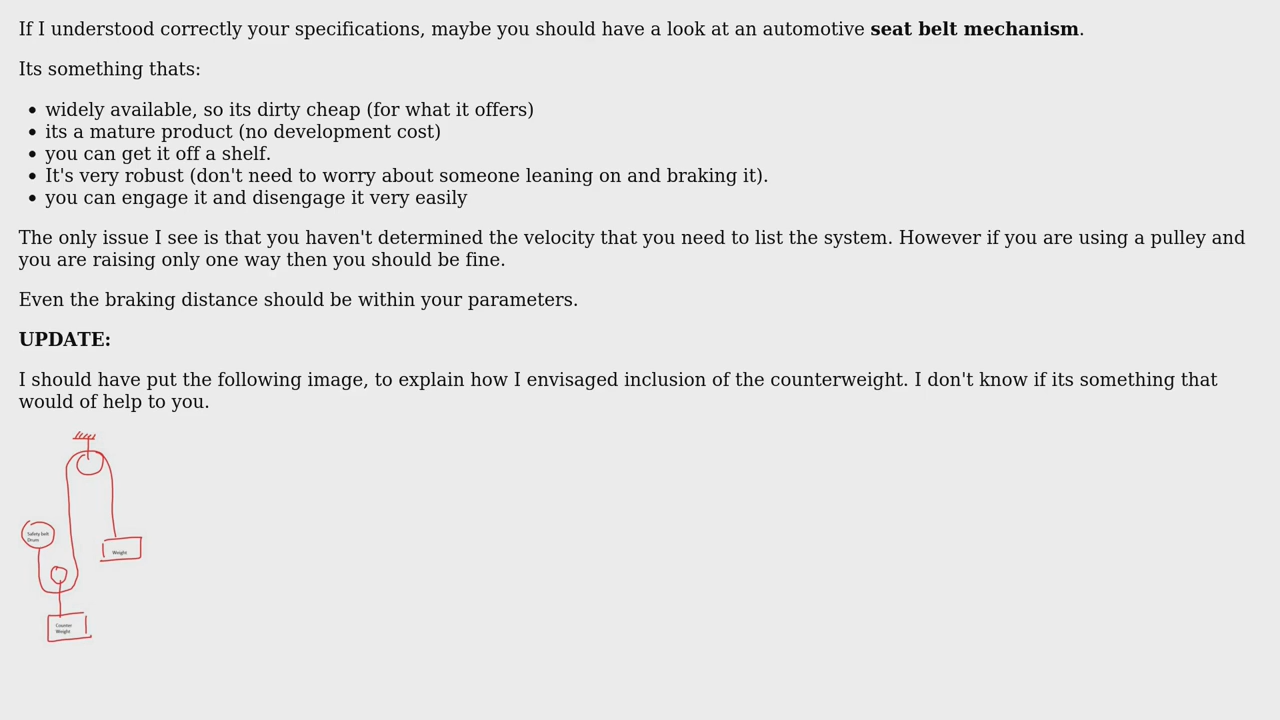 If I understood correctly your specifications, maybe you should have a look at an automotive seat belt mechanism.
Its something thats:
• widely available, so its dirty cheap (for what it offers)
• its a mature product (no development cost)
• you can get it off a shelf.
• It's very robust (don't need to worry about someone leaning on and braking it).
• you can engage it and disengage it very easily
The only issue I see is that you haven't determined the velocity that you need to list the system. However if you are using a pulley and
you are raising only one way then you should be fine.
Even the braking distance should be within your parameters.
UPDATE:
I should have put the following image, to explain how I envisaged inclusion of the counterweight. I don't know if its something that
would of help to you.
Safety belt
Drum
Weight
Counter
Weight